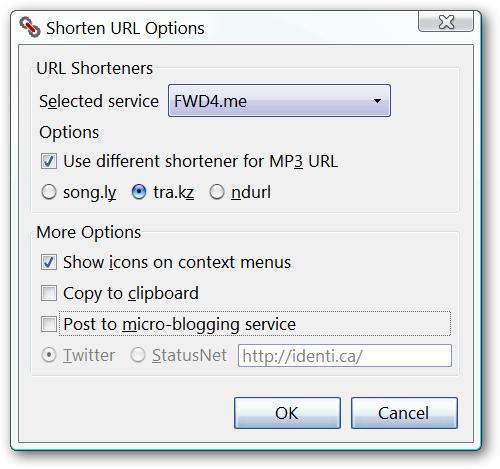 Shorten URL Options
URL Shorteners
Selected service FWD4.me
Options
Use different shortener for MP3 URL
song.ly tra.kz ndurl
More Options
Show icons on context menus
Copy to clipboard
Post to micro-blogging service
Twitter StatusNet http://identi.ca/
OK Cancel